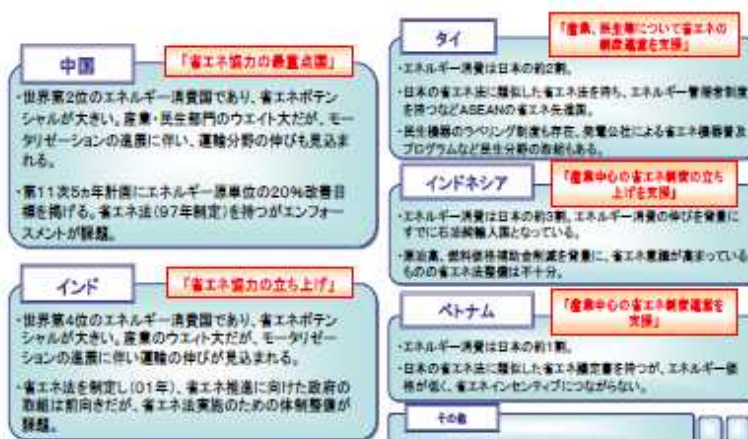 中国
「省エネ協力の最重点国」
・世界第2位のエネルギー消費国であり、省エネポテン
シャルが大きい。産業・民生部門のウエイト大だが、モー
タリゼーションの進展に伴い、運輸分野の伸びも見込ま
れる。
・第11次5ヵ年計画にエネルギー原単位の20%改善目
標を掲げる。省エネ法(97年制定)を持つがエンフォー
スメントが課題。
インド
「省エネ協力の立ち上げ」
・世界第4位のエネルギー消費国であり、省エネポテン
シャルが大きい。産業のウエイト大だが、モータリゼー
ションの進展に伴い運輸の伸びが見込まれる。
・省エネ法を制定し(01年)、省エネ推進に向けた政府の
取組は前向きだが、省エネ法実施のための体制整備が
課題。
タイ
「産業、民生等について省エネの
制度運営を支援」
・エネルギー消費は日本の約2割。
・日本の省エネ法に類似した省エネ法を持ち、エネルギー管理者制度
を持つなどASEANの省エネ先進国。
・民生機器のラベリング制度も存在、発電公社による省エネ機器普及
プログラムなど民生分野の取組もある。
インドネシア
「産業中心の省エネ制度の立ち
上げを支援」
・エネルギー消費は日本の約3割。エネルギー消費の伸びを背景に
すでに石油純輸入国となっている。
・原油高、燃料価格補助金削減を背景に、省エネ意識が高まっている
ものの省エネ法整備は不十分。
ベトナム
「産業中心の省エネ制度運営を
支援」
・エネルギー消費は日本の約1割。
・日本の省エネ法に類似した省エネ議定書を持つが、エネルギー価
格が低く、省エネインセンティブにつながらない。
その他